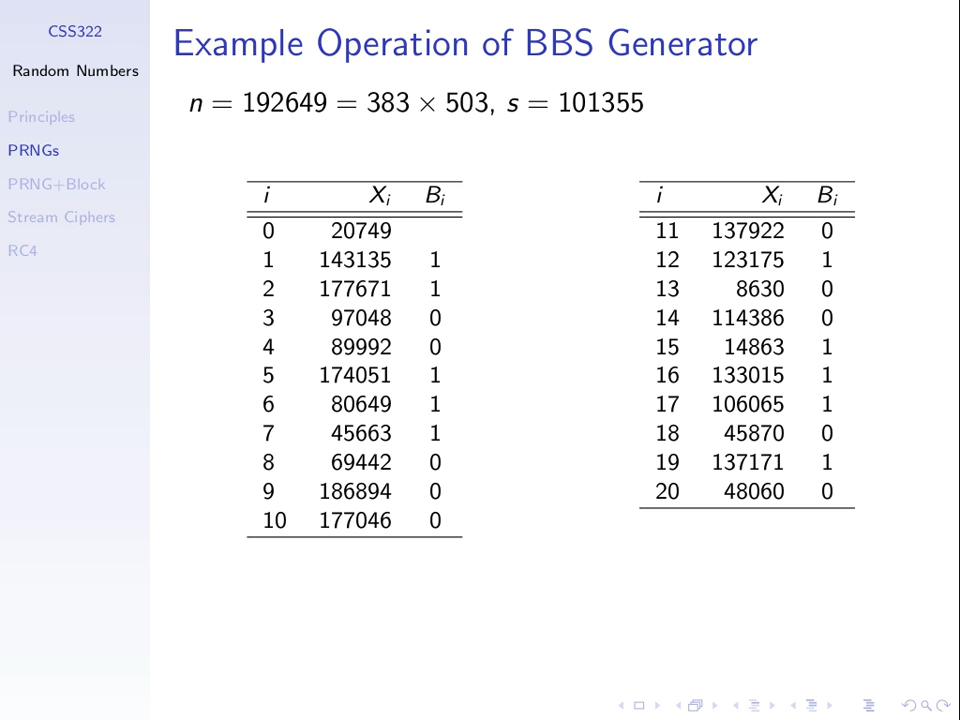 CSS322
Random Numbers
Principles
PRNGs
PRNG+Block
Stream Ciphers
RC4
Example Operation of BBS Generator
n = 192649 = 383 × 503, s = 101355
i Xi Bi
0 20749
1 143135 1
2 177671 1
3 97048 0
4 89992 0
5 174051 1
6 80649 1
7 45663 1
8 69442 0
9 186894 0
10 177046 0
i Xi Bi
11 137922 0
12 123175 1
13 8630 0
14 114386 0
15 14863 1
16 133015 1
17 106065 1
18 45870 0
19 137171 1
20 48060 0